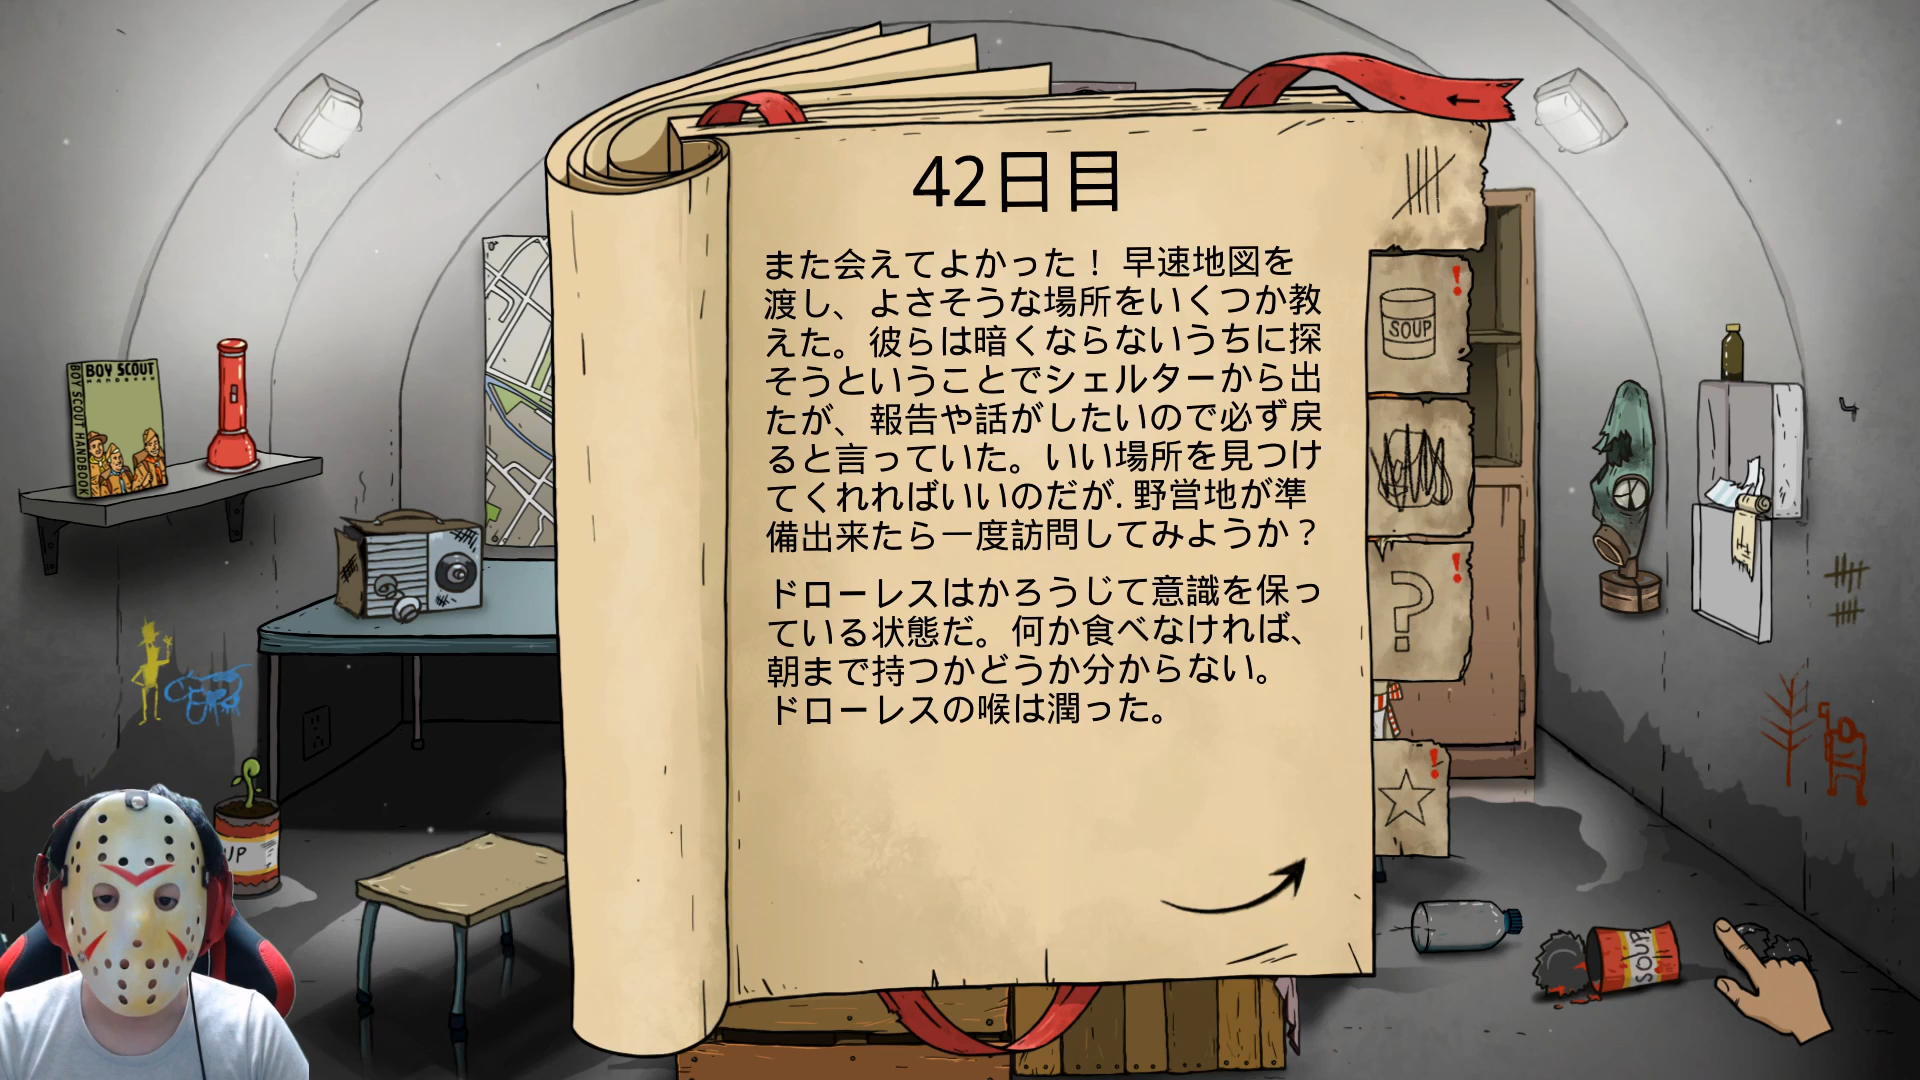 42日目
また会えてよかった！ 早速地図を
渡し、よさそうな場所をいくつか教
えた。彼らは暗くならないうちに探
そうということでシェルターから出
たが、報告や話がしたいので必ず戻
ると言っていた。いい場所を見つけ
てくれればいいのだが. 野営地が準
備出来たら一度訪問してみようか？
ドローレスはかろうじて意識を保っ
ている状態だ。何か食べなければ、
朝まで持つかどうか分からない。
ドローレスの喉は潤った。
SOUP
!
?
!
!
BOY SCOUT
HANDBOOK
BOY SCOUT HANDBOOK
UP
SOUP